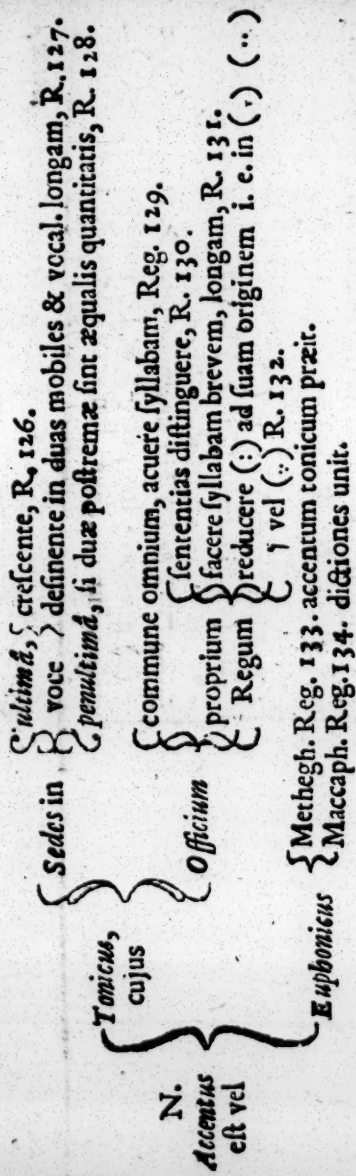 N.
Accentus
est vel
Tonicus,
cujus
Sedes in
ultimâ, crescente, R. 126.
voce desinente in duas mobiles & vocal. longam, R. 127.
penultimâ, si duæ postremæ sint æqualis quantitatis, R. 128.
Officium
commune omnium, acuere syllabam, Reg. 129.
proprium
Regum
sententias distinguere, R. 130.
facere syllabam brevem, longam, R. 131.
reducere (:) ad suam originem i. e. in (,) (..)
vel (:) R. 132.
Euphonicus
Methegh. Reg. 133. accentum tonicum præit.
Maccaph. Reg. 134. dictiones unit.